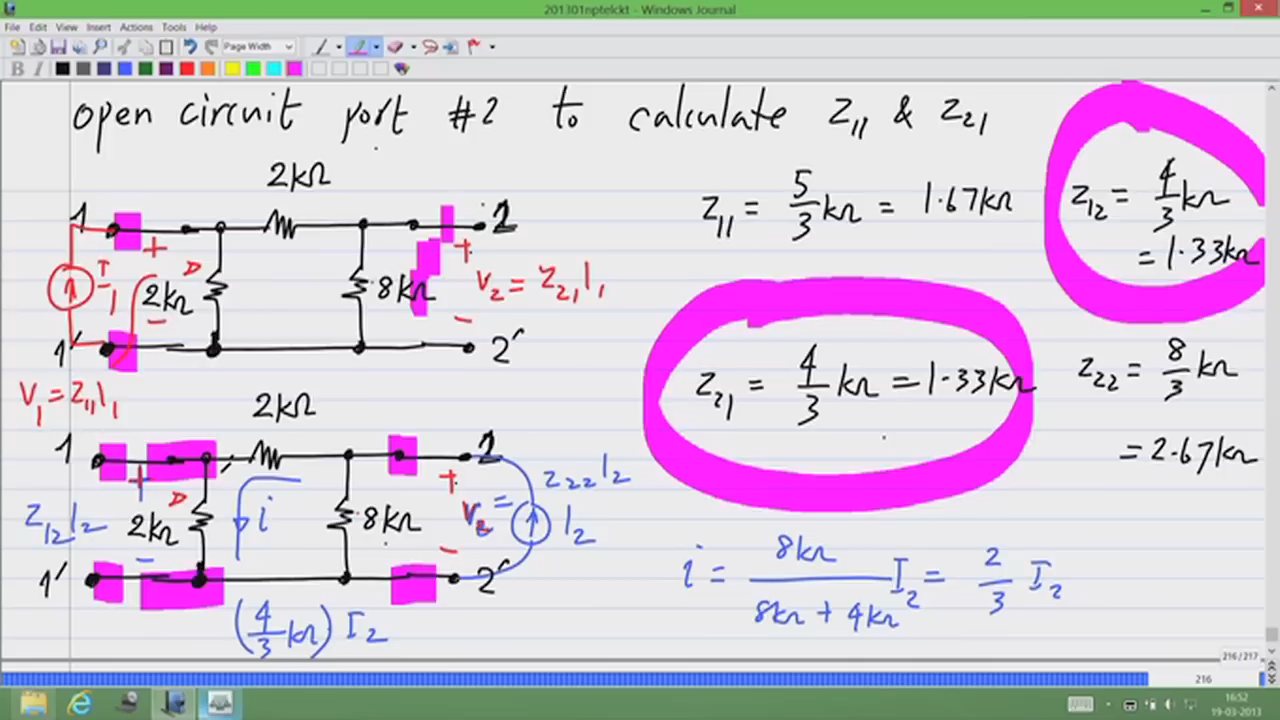 201301nptelckt - Windows Journal
File Edit View Insert Actions Tools Help
Page Width
B I
open circuit port #2 to calculate Z11 & Z21
2kΩ
1
2
+
+
I1
2kΩ
8kΩ
V2 = Z21 I1
−
−
1′
2′
V1 = Z11 I1
Z11 = 5/3 kΩ = 1.67kΩ
Z12 = 4/3 kΩ
= 1.33kΩ
Z21 = 4/3 kΩ = 1.33kΩ
Z22 = 8/3 kΩ
= 2.67kΩ
2kΩ
1
2
+
+
Z22 I2
Z12 I2
2kΩ
i
8kΩ
V2 =
I2
−
−
1′
2′
(4/3 kΩ) I2
i = 8kΩ / (8kΩ + 4kΩ) I2 = 2/3 I2
216/217
216
16:52
19-03-2013